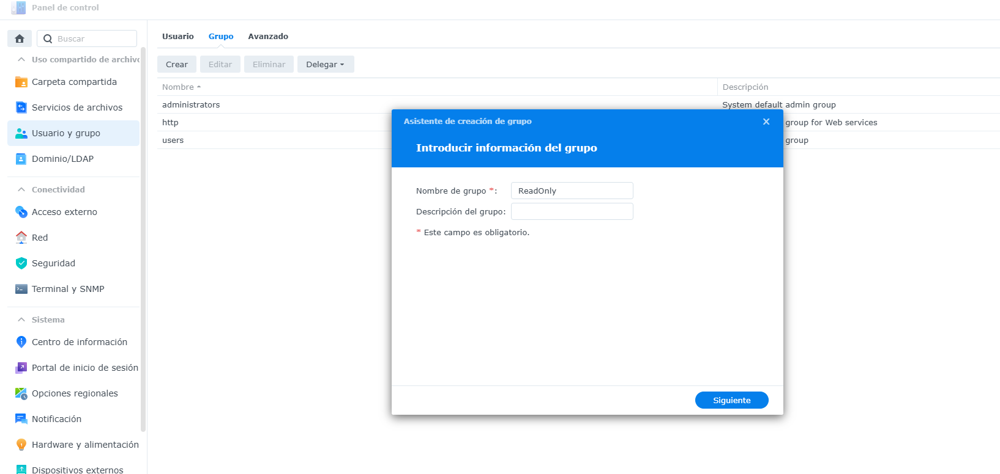 Panel de control
Buscar
Uso compartido de archivo
Carpeta compartida
Servicios de archivos
Usuario y grupo
Dominio/LDAP
Conectividad
Acceso externo
Red
Seguridad
Terminal y SNMP
Sistema
Centro de información
Portal de inicio de sesión
Opciones regionales
Notificación
Hardware y alimentación
Dispositivos externos
Usuario Grupo Avanzado
Crear Editar Eliminar Delegar
Nombre Descripción
administrators System default admin group
http group for Web services
users group
Asistente de creación de grupo
Introducir información del grupo
Nombre de grupo *: ReadOnly
Descripción del grupo:
* Este campo es obligatorio.
Siguiente